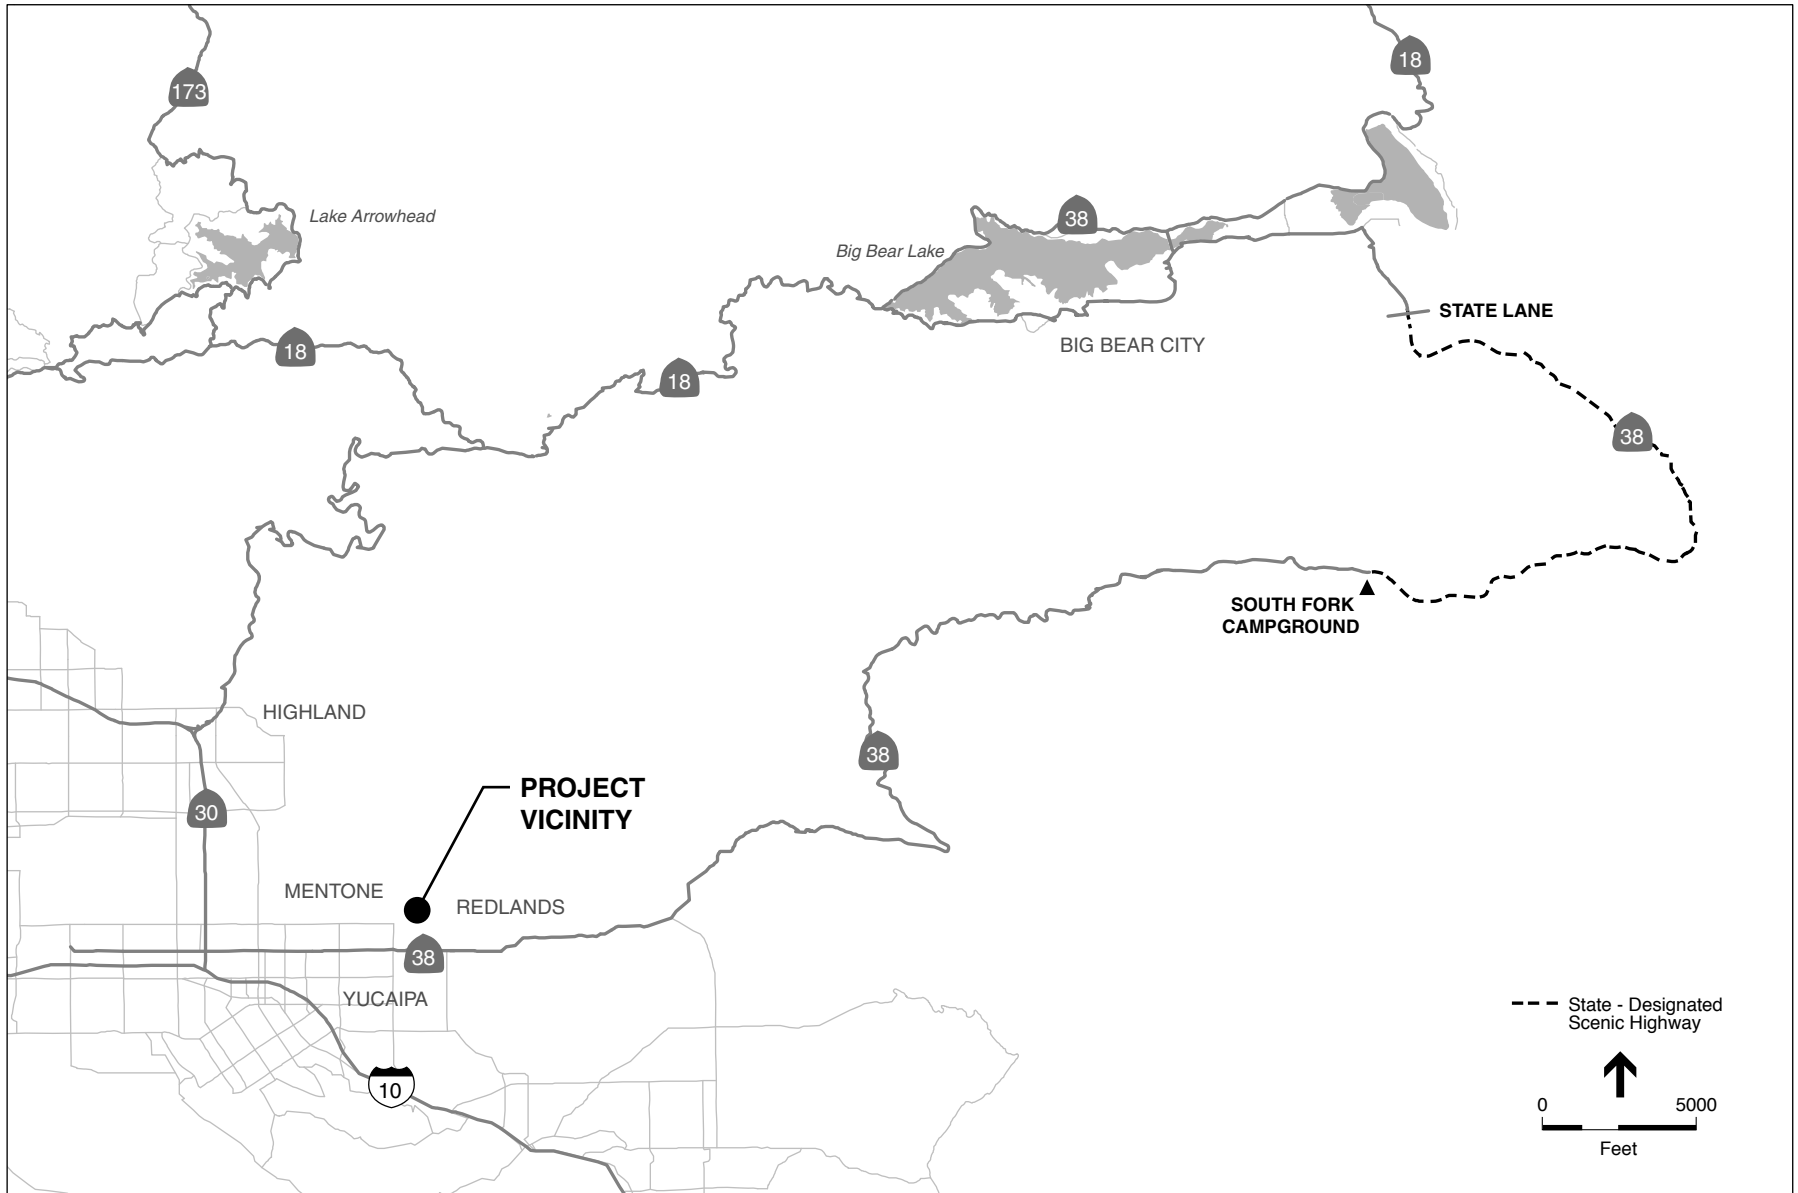 18
173
Lake Arrowhead
38
Big Bear Lake
STATE LANE
BIG BEAR CITY
18
18
38
SOUTH FORK
CAMPGROUND
HIGHLAND
38
PROJECT
VICINITY
30
MENTONE
REDLANDS
38
YUCAIPA
State - Designated
Scenic Highway
10
0 5000
Feet